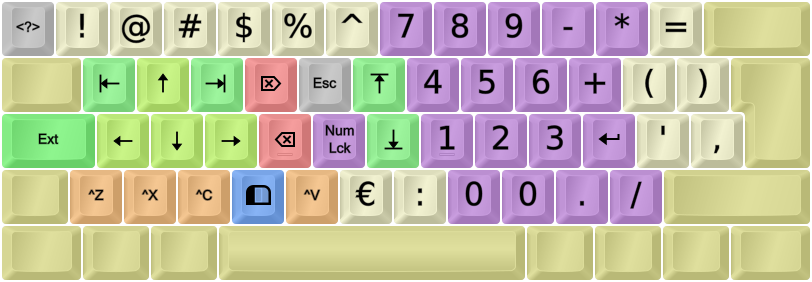 <?> ! @ # $ % ^ 7 8 9 - * =
|← ↑ →| ⌦ Esc ⤒ 4 5 6 + ( )
Ext ← ↓ → ⌫ Num Lck ⤓ 1 2 3 ↵ ' ,
^Z ^X ^C ^V € : 0 0 . /